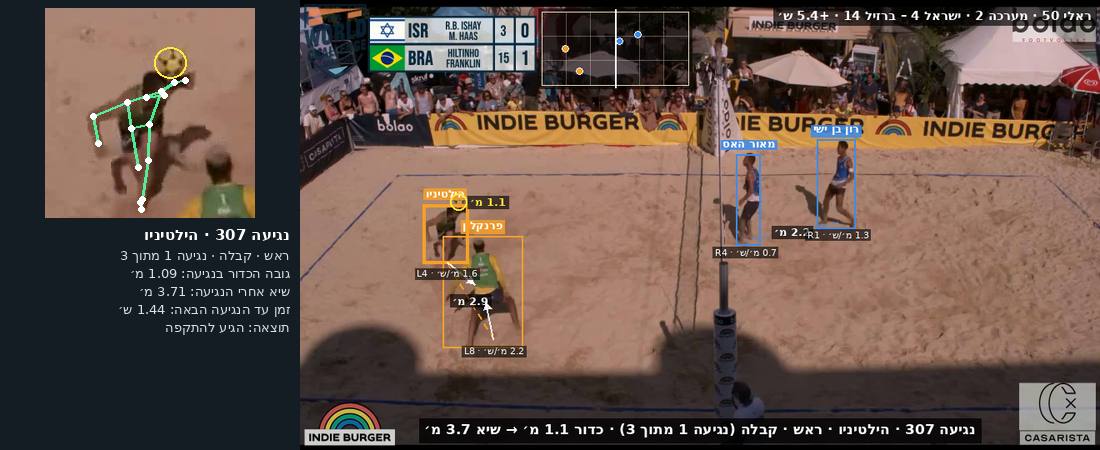 ראלי 50 · מערכה 2 · ישראל 4 – ברזיל 14 · +5.4 ש׳
ISR R.B. ISHAY M. HAAS 3 0
BRA HILTINHO FRANKLIN 15 1
INDIE BURGER
bolao
INDIE BURGER
CASARISTA
רון בן ישי
מאור האס
הילטיניו
1.1 מ׳
פרנקלין
R1 · 1.3 מ׳/ש׳
R4 · 0.7 מ׳/ש׳
L4 · 1.6 מ׳/ש׳
2.9 מ׳
L8 · 2.2 מ׳/ש׳
נגיעה 307 · הילטיניו
ראש · קבלה · נגיעה 1 מתוך 3
גובה הכדור בנגיעה: 1.09 מ׳
שיא אחרי הנגיעה: 3.71 מ׳
זמן עד הנגיעה הבאה: 1.44 ש׳
תוצאה: הגיע להתקפה
INDIE BURGER
נגיעה 307 · הילטיניו · ראש · קבלה (נגיעה 1 מתוך 3) · כדור 1.1 מ׳ → שיא 3.7 מ׳
CASARISTA